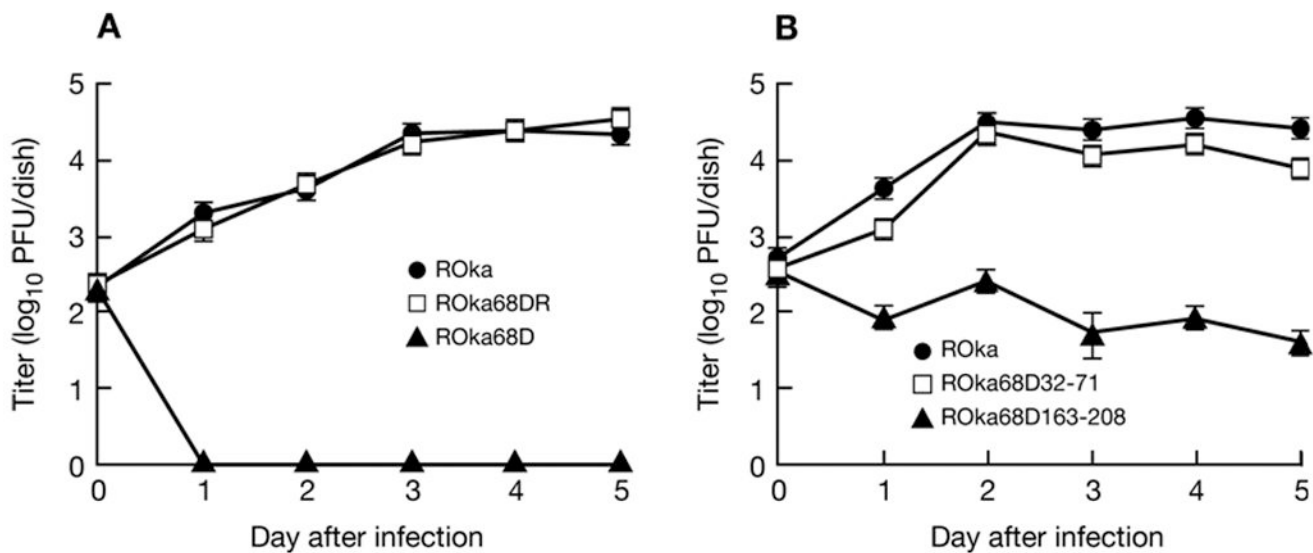 A
5
4
3
2
1
0
Titer (log10 PFU/dish)
ROka
ROka68DR
ROka68D
0 1 2 3 4 5
Day after infection
B
5
4
3
2
1
0
Titer (log10 PFU/dish)
ROka
ROka68D32-71
ROka68D163-208
0 1 2 3 4 5
Day after infection